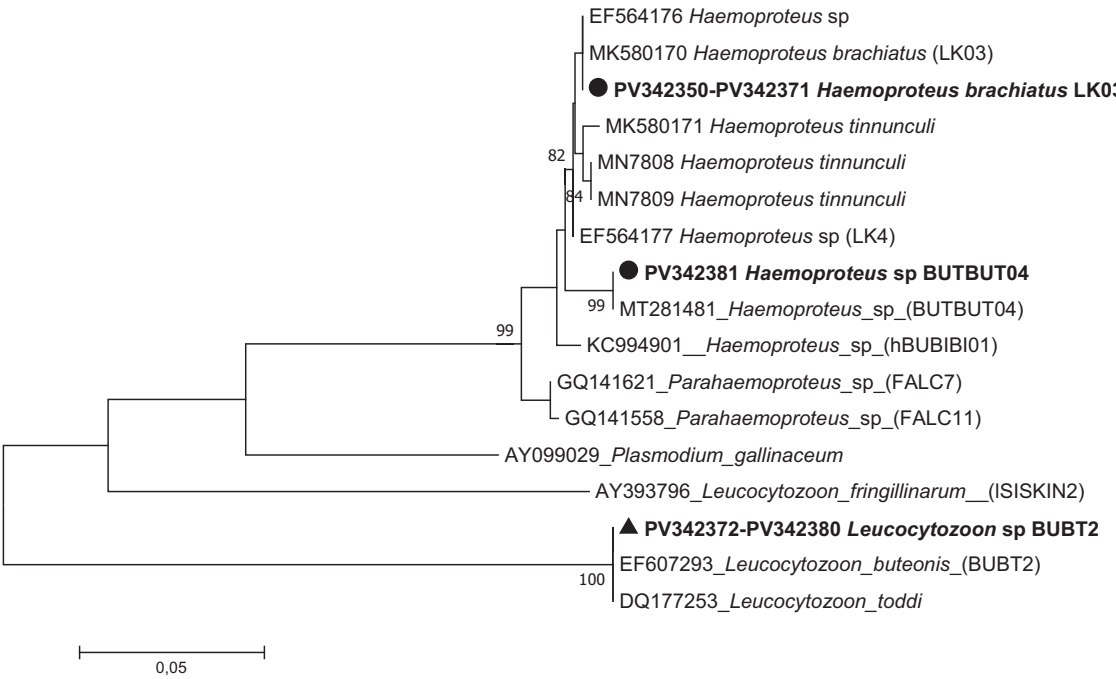 EF564176 Haemoproteus sp
MK580170 Haemoproteus brachiatus (LK03)
PV342350-PV342371 Haemoproteus brachiatus LK03
MK580171 Haemoproteus tinnunculi
82
MN7808 Haemoproteus tinnunculi
84
MN7809 Haemoproteus tinnunculi
EF564177 Haemoproteus sp (LK4)
PV342381 Haemoproteus sp BUTBUT04
99
MT281481_Haemoproteus_sp_(BUTBUT04)
99
KC994901__Haemoproteus_sp_(hBUBIBI01)
GQ141621_Parahaemoproteus_sp_(FALC7)
GQ141558_Parahaemoproteus_sp_(FALC11)
AY099029_Plasmodium_gallinaceum
AY393796_Leucocytozoon_fringillinarum__(ISISKIN2)
PV342372-PV342380 Leucocytozoon sp BUBT2
EF607293_Leucocytozoon_buteonis_(BUBT2)
100
DQ177253_Leucocytozoon_toddi
0,05